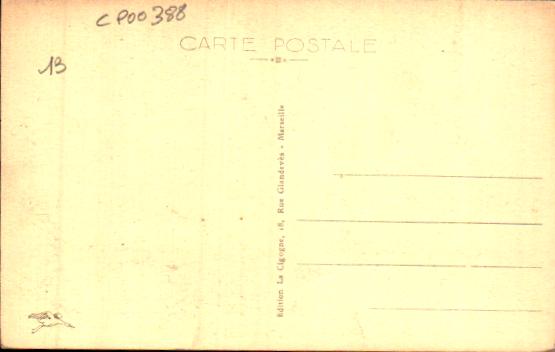 CP00388
CARTE POSTALE
13
Edition La Cigogne, 18, Rue Glandevès - Marseille